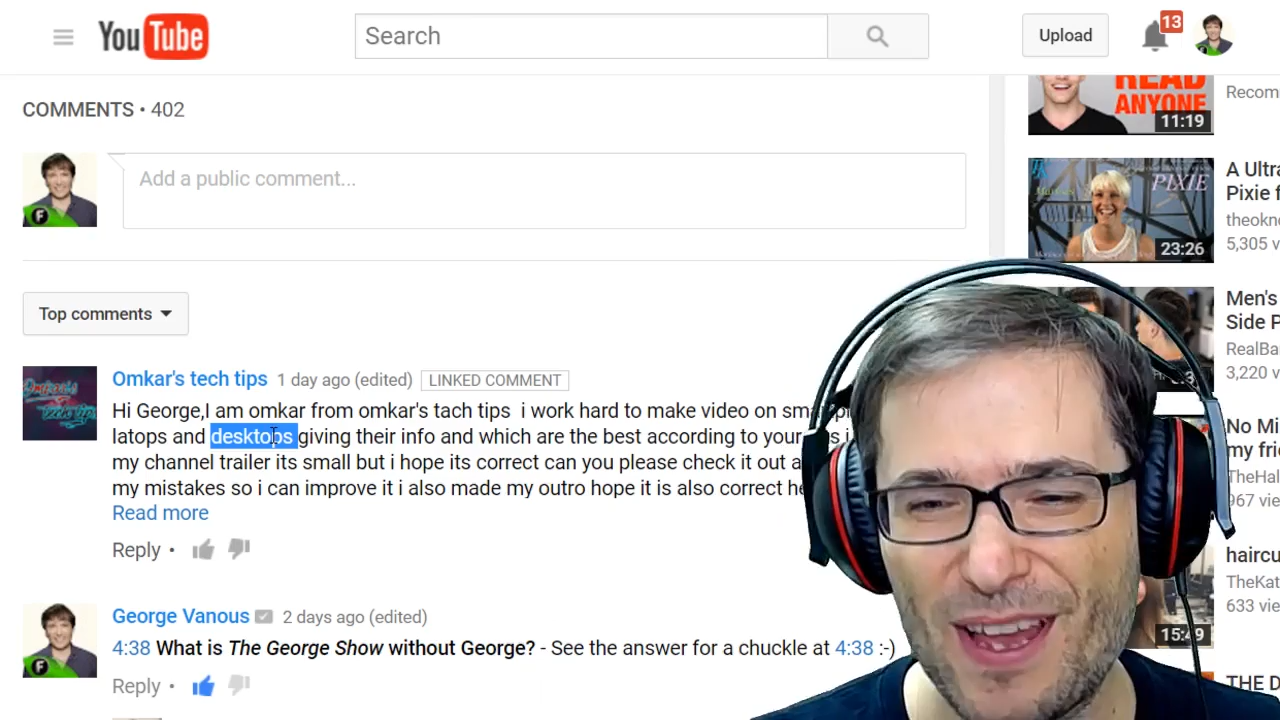 YouTube
Search
Upload
13
COMMENTS • 402
Add a public comment...
Top comments
Omkar's tech tips 1 day ago (edited) LINKED COMMENT
Hi George,I am omkar from omkar's tach tips i work hard to make video on
latops and desktops giving their info and which are the best according to your
my channel trailer its small but i hope its correct can you please check it out
my mistakes so i can improve it i also made my outro hope it is also correct
Read more
Reply •
George Vanous 2 days ago (edited)
4:38 What is The George Show without George? - See the answer for a chuckle at 4:38 :-)
Reply •
READ
ANYONE
11:19
Recom
PIXIE
23:26
A Ultra
Pixie f
theokno
5,305 v
Men's
Side P
RealBa
3,220 v
No Mi
my frie
TheHal
967 vie
haircu
TheKat
633 vie
15:49
THE D